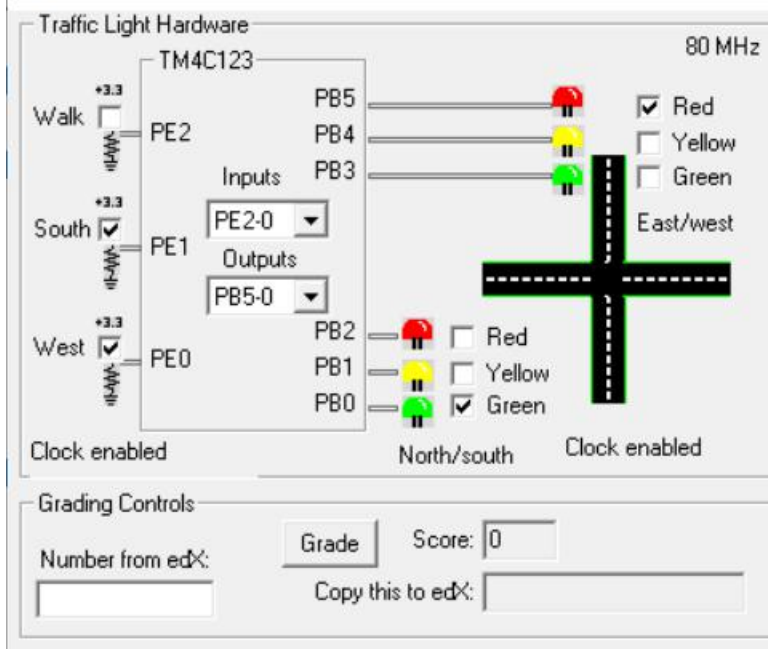 Traffic Light Hardware
80 MHz
TM4C123
+3.3
Walk
PE2
PB5
Red
PB4
Yellow
PB3
Green
Inputs
PE2-0
+3.3
South
PE1
East/west
Outputs
PB5-0
+3.3
West
PE0
PB2
Red
PB1
Yellow
PB0
Green
Clock enabled
North/south
Clock enabled
Grading Controls
Number from edX:
Grade
Score: 0
Copy this to edX: